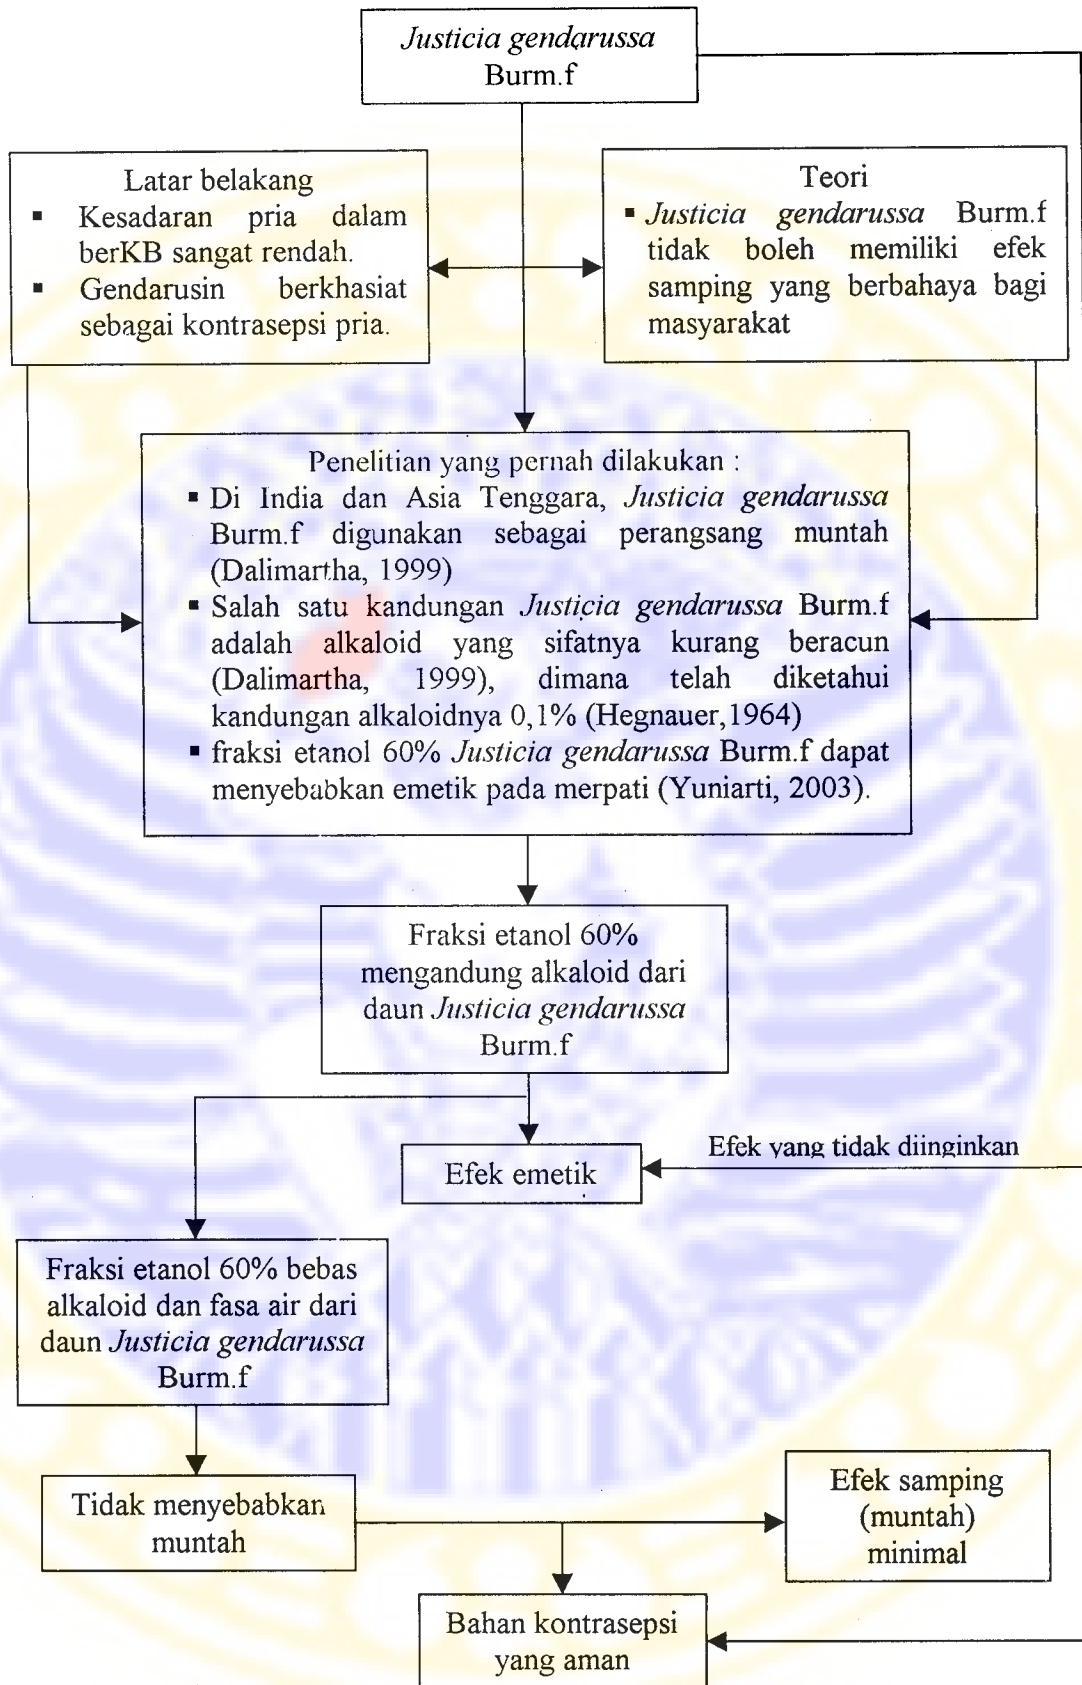 Justicia gendarussa
Burm.f
Latar belakang
▪ Kesadaran pria dalam
berKB sangat rendah.
▪ Gendarusin berkhasiat
sebagai kontrasepsi pria.
Teori
▪ Justicia gendarussa Burm.f
tidak boleh memiliki efek
samping yang berbahaya bagi
masyarakat
Penelitian yang pernah dilakukan :
▪ Di India dan Asia Tenggara, Justicia gendarussa
Burm.f digunakan sebagai perangsang muntah
(Dalimartha, 1999)
▪ Salah satu kandungan Justicia gendarussa Burm.f
adalah alkaloid yang sifatnya kurang beracun
(Dalimartha, 1999), dimana telah diketahui
kandungan alkaloidnya 0,1% (Hegnauer,1964)
▪ fraksi etanol 60% Justicia gendarussa Burm.f dapat
menyebabkan emetik pada merpati (Yuniarti, 2003).
Fraksi etanol 60%
mengandung alkaloid dari
daun Justicia gendarussa
Burm.f
Efek emetik
Efek yang tidak diinginkan
Fraksi etanol 60% bebas
alkaloid dan fasa air dari
daun Justicia gendarussa
Burm.f
Tidak menyebabkan
muntah
Efek samping
(muntah)
minimal
Bahan kontrasepsi
yang aman